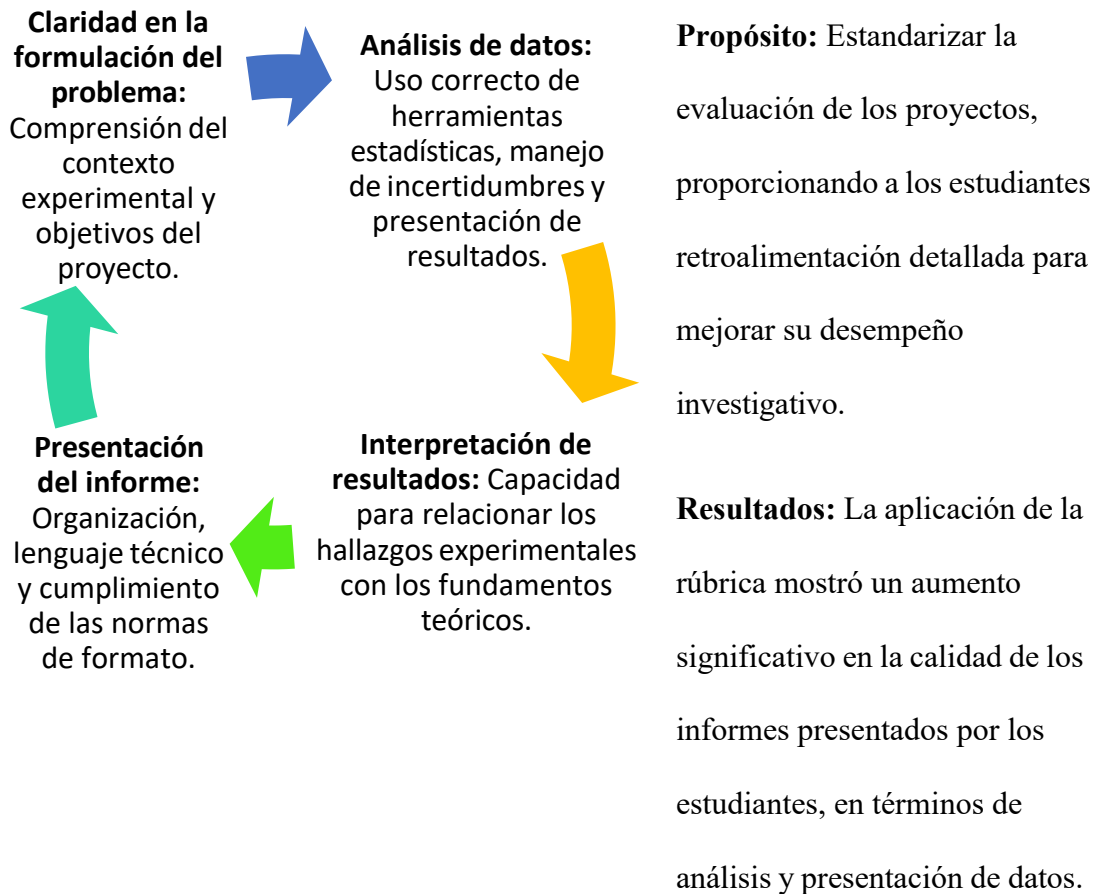 Claridad en la
formulación del
problema:
Comprensión del
contexto
experimental y
objetivos del
proyecto.
Análisis de datos:
Uso correcto de
herramientas
estadísticas, manejo
de incertidumbres y
presentación de
resultados.
Interpretación de
resultados: Capacidad
para relacionar los
hallazgos experimentales
con los fundamentos
teóricos.
Presentación
del informe:
Organización,
lenguaje técnico
y cumplimiento
de las normas
de formato.
Propósito: Estandarizar la
evaluación de los proyectos,
proporcionando a los estudiantes
retroalimentación detallada para
mejorar su desempeño
investigativo.
Resultados: La aplicación de la
rúbrica mostró un aumento
significativo en la calidad de los
informes presentados por los
estudiantes, en términos de
análisis y presentación de datos.